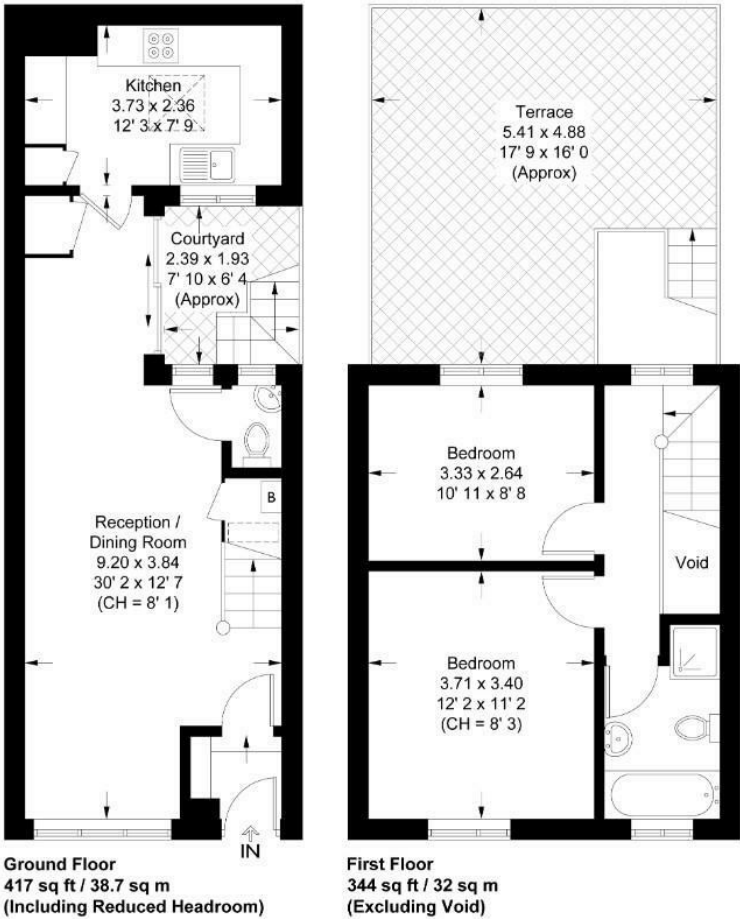 Kitchen
3.73 x 2.36
12' 3 x 7' 9
Courtyard
2.39 x 1.93
7' 10 x 6' 4
(Approx)
B
Reception /
Dining Room
9.20 x 3.84
30' 2 x 12' 7
(CH = 8' 1)
IN
Ground Floor
417 sq ft / 38.7 sq m
(Including Reduced Headroom)
Terrace
5.41 x 4.88
17' 9 x 16' 0
(Approx)
Bedroom
3.33 x 2.64
10' 11 x 8' 8
Void
Bedroom
3.71 x 3.40
12' 2 x 11' 2
(CH = 8' 3)
First Floor
344 sq ft / 32 sq m
(Excluding Void)